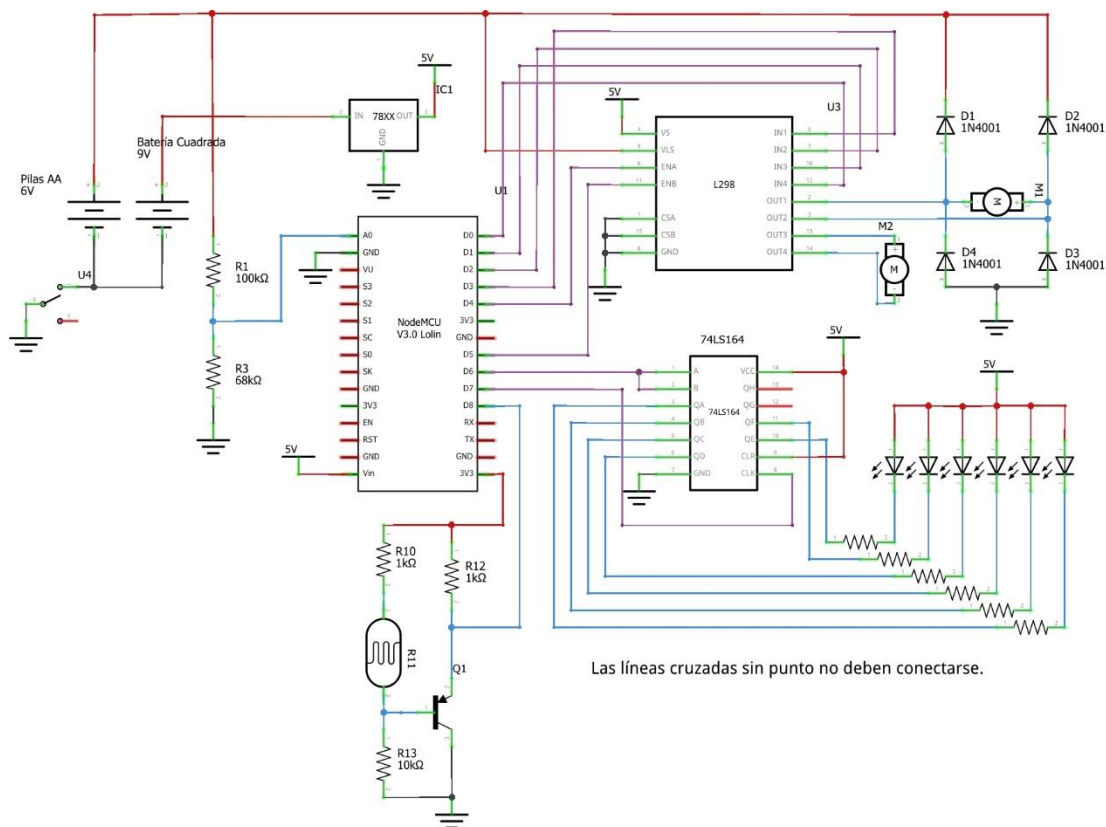 Pilas AA
6V
Batería Cuadrada
9V
U4
R1
100kΩ
R3
68kΩ
5V
IC1
78XX
IN
OUT
GND
U1
NodeMCU
V3.0 Lolin
A0
GND
VU
S3
S2
S1
SC
S0
SK
GND
3V3
EN
RST
GND
Vin
D0
D1
D2
D3
D4
3V3
GND
D5
D6
D7
D8
RX
TX
GND
3V3
5V
5V
U3
L298
VS
VLS
ENA
ENB
CSA
CSB
GND
IN1
IN2
IN3
IN4
OUT1
OUT2
OUT3
OUT4
M2
M
M1
M
D1
1N4001
D2
1N4001
D4
1N4001
D3
1N4001
74LS164
74LS164
A
B
QA
QB
QC
QD
GND
VCC
QH
QG
QF
QE
CLR
CLK
5V
5V
R10
1kΩ
R12
1kΩ
R11
Q1
R13
10kΩ
Las líneas cruzadas sin punto no deben conectarse.